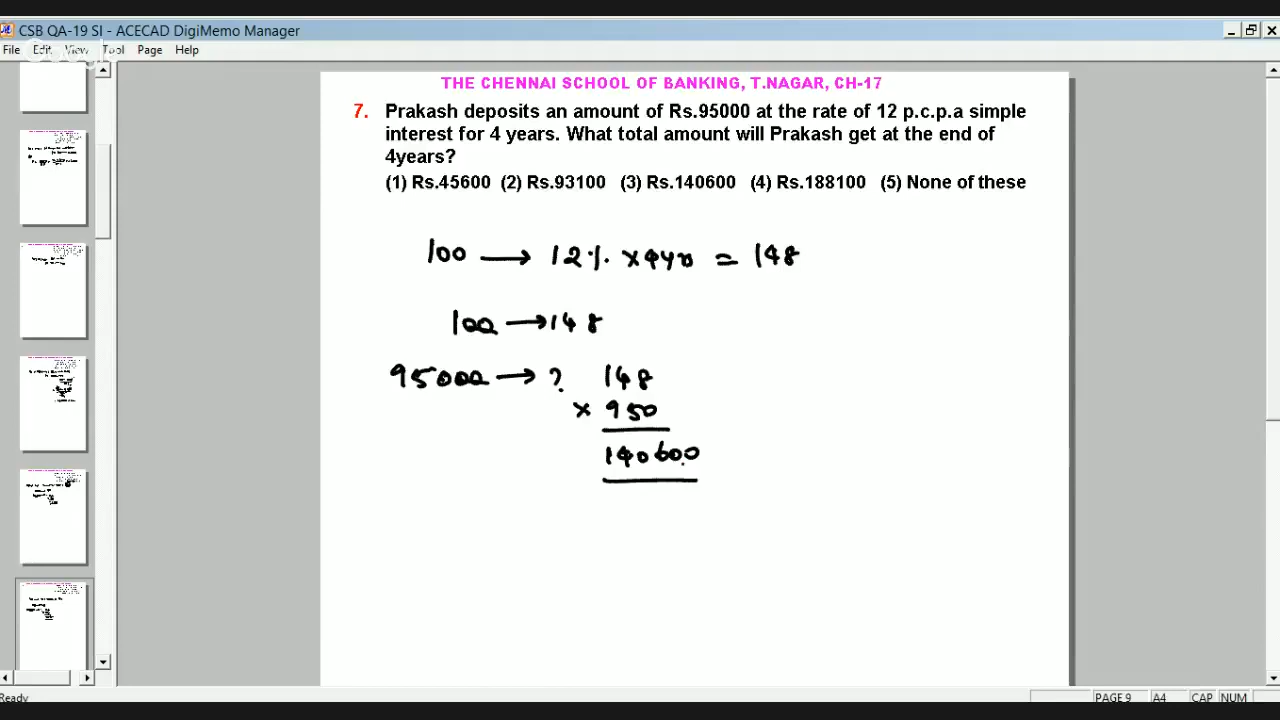 CSB QA-19 SI - ACECAD DigiMemo Manager
File Edit View Tool Page Help
THE CHENNAI SCHOOL OF BANKING, T.NAGAR, CH-17
7. Prakash deposits an amount of Rs.95000 at the rate of 12 p.c.p.a simple
interest for 4 years. What total amount will Prakash get at the end of
4years?
(1) Rs.45600 (2) Rs.93100 (3) Rs.140600 (4) Rs.188100 (5) None of these
100 → 12% x 4yrs = 148
100 → 148
95000 → ? 148
x 950
140600
Ready PAGE 9 A4 CAP NUM